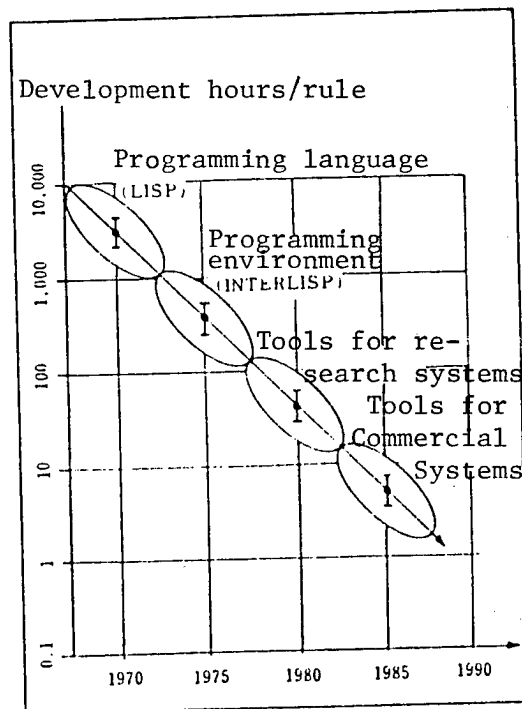 Development hours/rule
Programming language
(LISP)
10.000
Programming
environment
(INTERLISP)
1.000
Tools for re-
search systems
100
Tools for
Commercial
Systems
10
1
0.1
1970 1975 1980 1985 1990